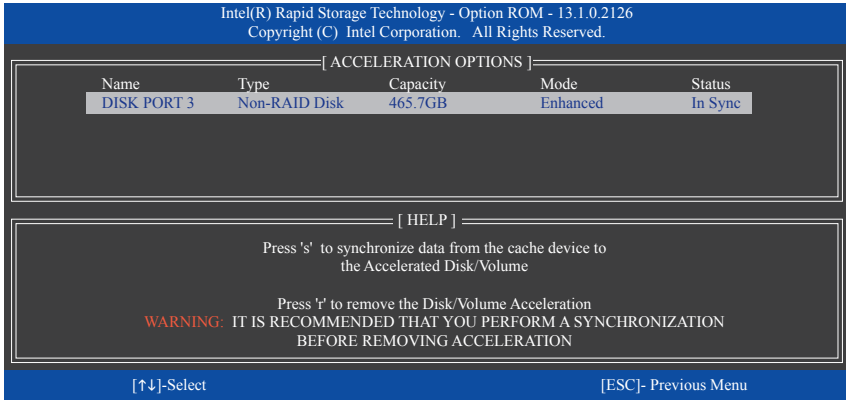 Intel(R) Rapid Storage Technology - Option ROM - 13.1.0.2126
Copyright (C) Intel Corporation. All Rights Reserved.
[ ACCELERATION OPTIONS ]
Name Type Capacity Mode Status
DISK PORT 3 Non-RAID Disk 465.7GB Enhanced In Sync
[ HELP ]
Press 's' to synchronize data from the cache device to
the Accelerated Disk/Volume
Press 'r' to remove the Disk/Volume Acceleration
WARNING: IT IS RECOMMENDED THAT YOU PERFORM A SYNCHRONIZATION
BEFORE REMOVING ACCELERATION
[↑↓]-Select [ESC]- Previous Menu